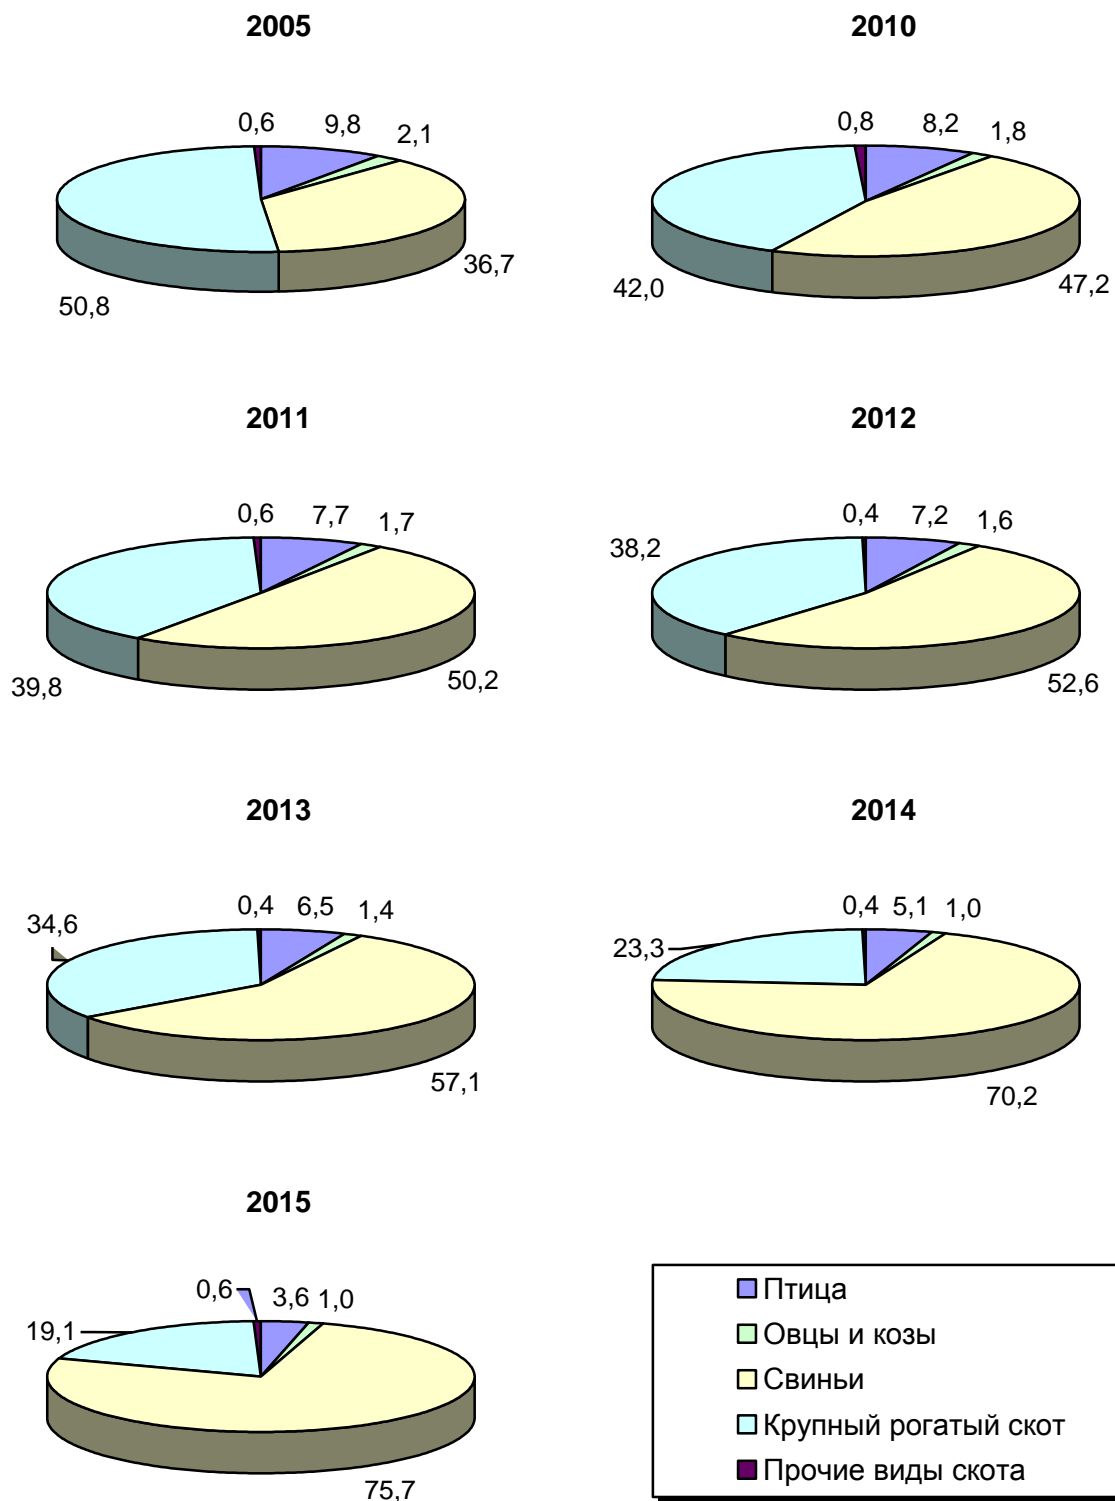 2005
0,6 9,8 2,1
36,7
50,8
2010
0,8 8,2 1,8
42,0 47,2
2011
0,6 7,7 1,7
39,8 50,2
2012
0,4 7,2 1,6
38,2
52,6
2013
0,4 6,5 1,4
34,6
57,1
2014
0,4 5,1 1,0
23,3
70,2
2015
0,6 3,6 1,0
19,1
75,7
Птица
Овцы и козы
Свиньи
Крупный рогатый скот
Прочие виды скота